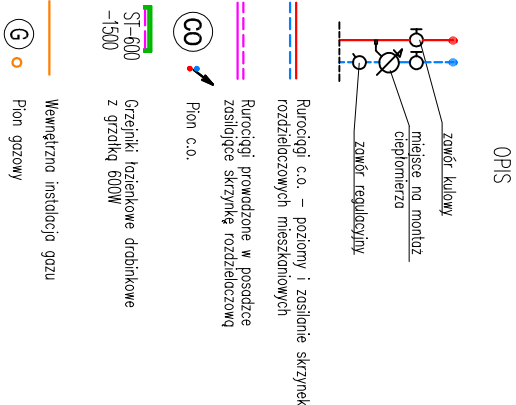 OPIS
zawór kulowy
miejsce na montaż
ciepłomierza
zawór regulacyjny
Rurociągi c.o. – poziomy i zasilanie skrzynek
rozdzielaczowych mieszkaniowych
Rurociągi prowadzone w posadzce
zasilające skrzynkę rozdzielaczową
CO
Pion c.o.
ST-600
-1500
Grzejniki łazienkowe drabinkowe
z grzałką 600W
Wewnętrzna instalacja gazu
G
Pion gazowy